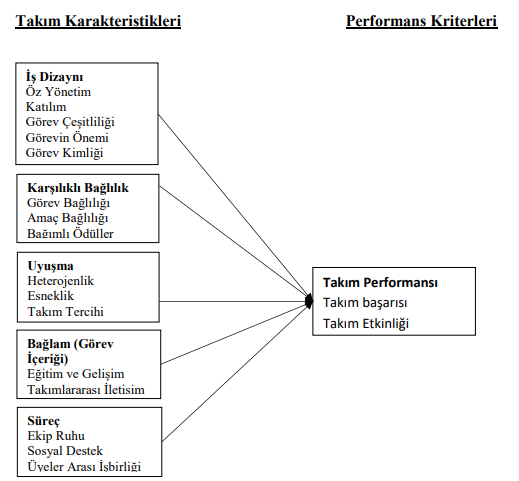 Takım Karakteristikleri
Performans Kriterleri
İş Dizaynı
Öz Yönetim
Katılım
Görev Çeşitliliği
Görevin Önemi
Görev Kimliği
Karşılıklı Bağlılık
Görev Bağlılığı
Amaç Bağlılığı
Bağımlı Ödüller
Uyuşma
Heterojenlik
Esneklik
Takım Tercihi
Bağlam (Görev
İçeriği)
Eğitim ve Gelişim
Takımlararası İletisim
Süreç
Ekip Ruhu
Sosyal Destek
Üyeler Arası İşbirliği
Takım Performansı
Takım başarısı
Takım Etkinliği